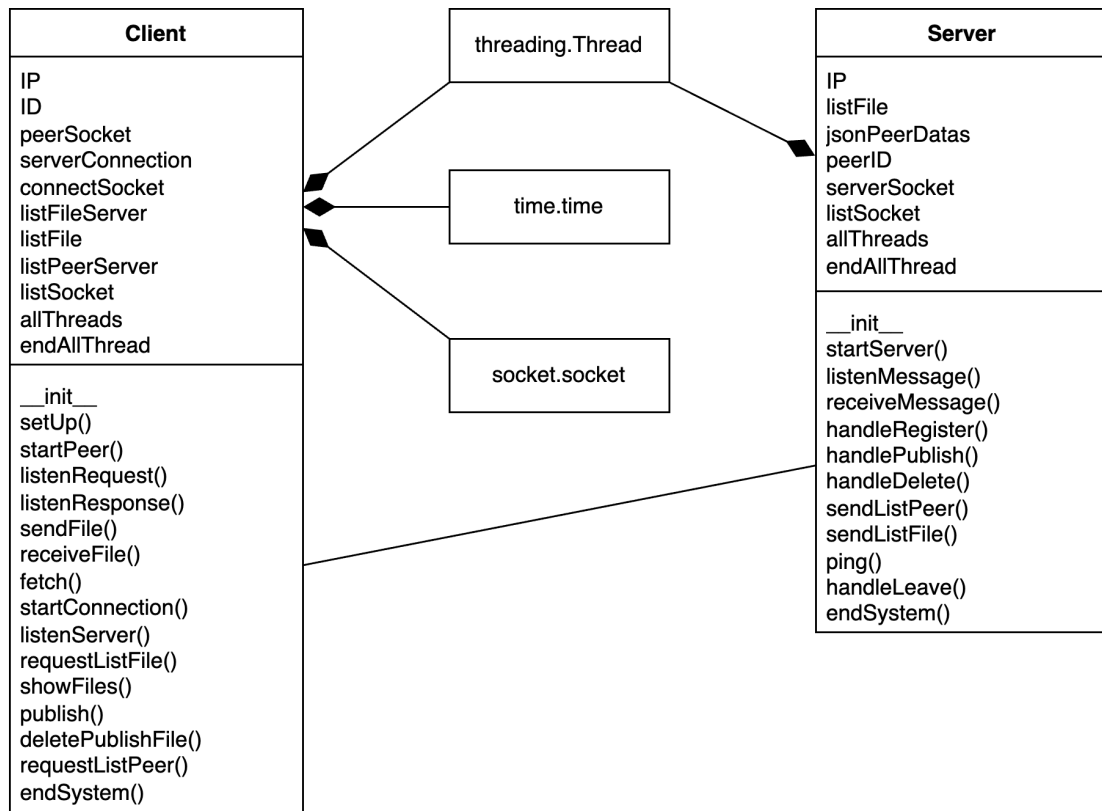 Client
IP
ID
peerSocket
serverConnection
connectSocket
listFileServer
listFile
listPeerServer
listSocket
allThreads
endAllThread
__init__
setUp()
startPeer()
listenRequest()
listenResponse()
sendFile()
receiveFile()
fetch()
startConnection()
listenServer()
requestListFile()
showFiles()
publish()
deletePublishFile()
requestListPeer()
endSystem()
threading.Thread
time.time
socket.socket
Server
IP
listFile
jsonPeerDatas
peerID
serverSocket
listSocket
allThreads
endAllThread
__init__
startServer()
listenMessage()
receiveMessage()
handleRegister()
handlePublish()
handleDelete()
sendListPeer()
sendListFile()
ping()
handleLeave()
endSystem()